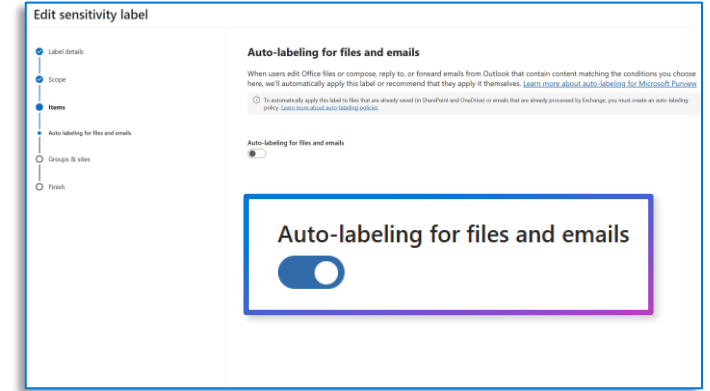 Edit sensitivity label
Label details
Scope
Items
Auto-labeling for files and emails
Groups & sites
Finish
Auto-labeling for files and emails
When users edit Office files or compose, reply to, or forward emails from Outlook that contain content matching the conditions you choose
here, we'll automatically apply this label or recommend that they apply it themselves. Learn more about auto-labeling for Microsoft Purview
To automatically apply this label to files that are already saved (in SharePoint and OneDrive) or emails that are already processed by Exchange, you must create an auto-labeling
policy. Learn more about auto-labeling policies
Auto-labeling for files and emails
Auto-labeling for files and emails